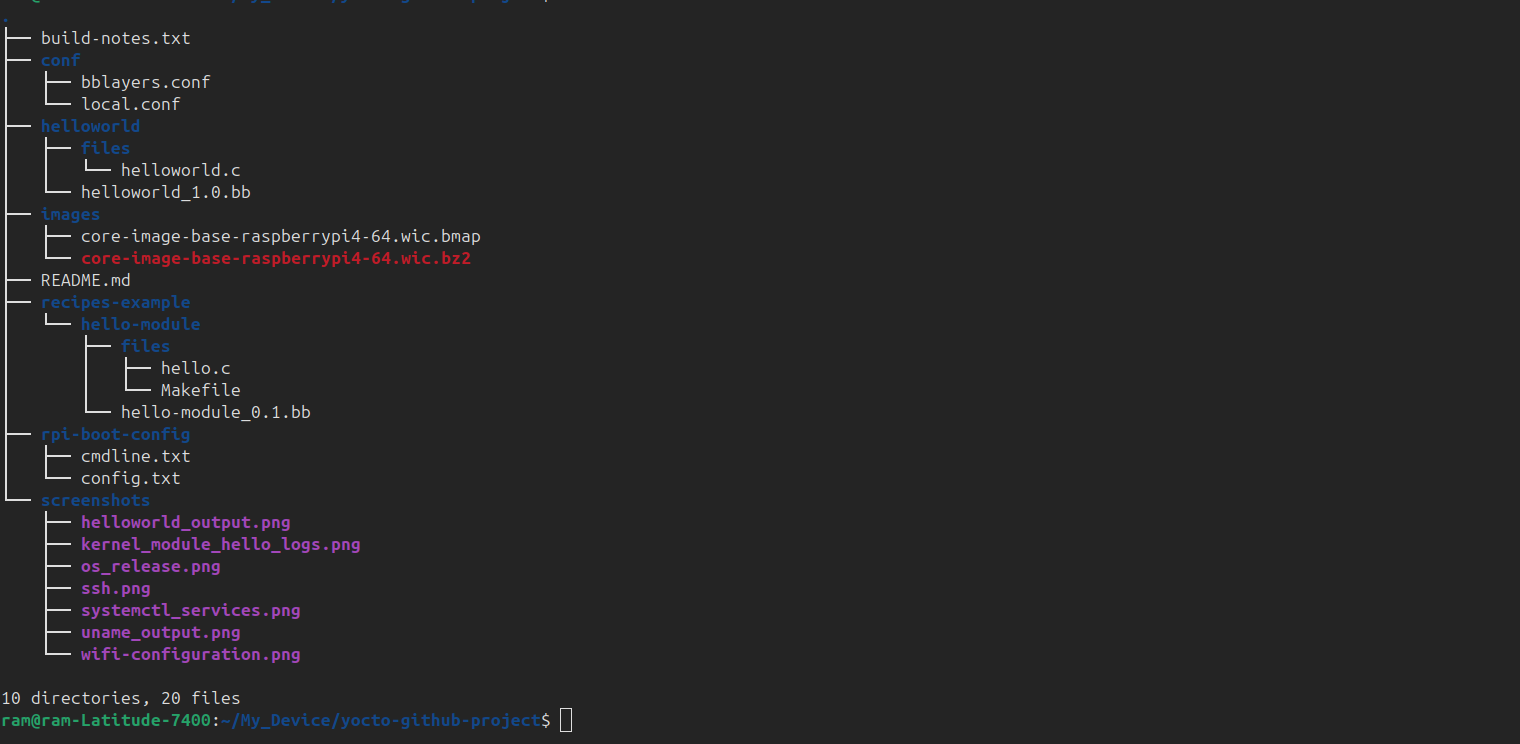 .
├── build-notes.txt
├── conf
│   ├── bblayers.conf
│   └── local.conf
├── helloworld
│   ├── files
│   │   └── helloworld.c
│   └── helloworld_1.0.bb
├── images
│   ├── core-image-base-raspberrypi4-64.wic.bmap
│   └── core-image-base-raspberrypi4-64.wic.bz2
├── README.md
├── recipes-example
│   └── hello-module
│       ├── files
│       │   ├── hello.c
│       │   └── Makefile
│       └── hello-module_0.1.bb
├── rpi-boot-config
│   ├── cmdline.txt
│   └── config.txt
└── screenshots
    ├── helloworld_output.png
    ├── kernel_module_hello_logs.png
    ├── os_release.png
    ├── ssh.png
    ├── systemctl_services.png
    ├── uname_output.png
    └── wifi-configuration.png
10 directories, 20 files
ram@ram-Latitude-7400:~/My_Device/yocto-github-project$